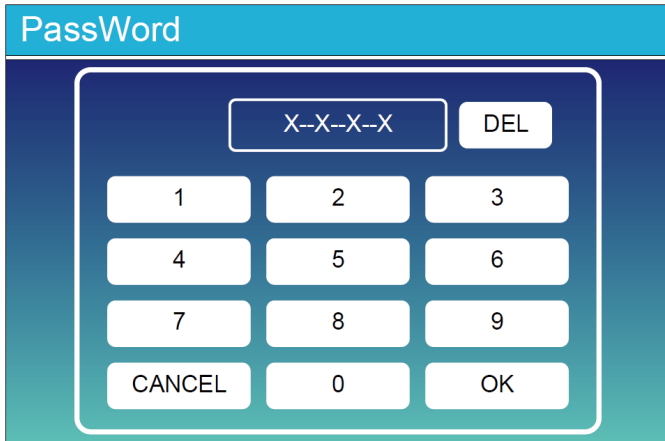 PassWord
X--X--X--X DEL
1 2 3
4 5 6
7 8 9
CANCEL 0 OK